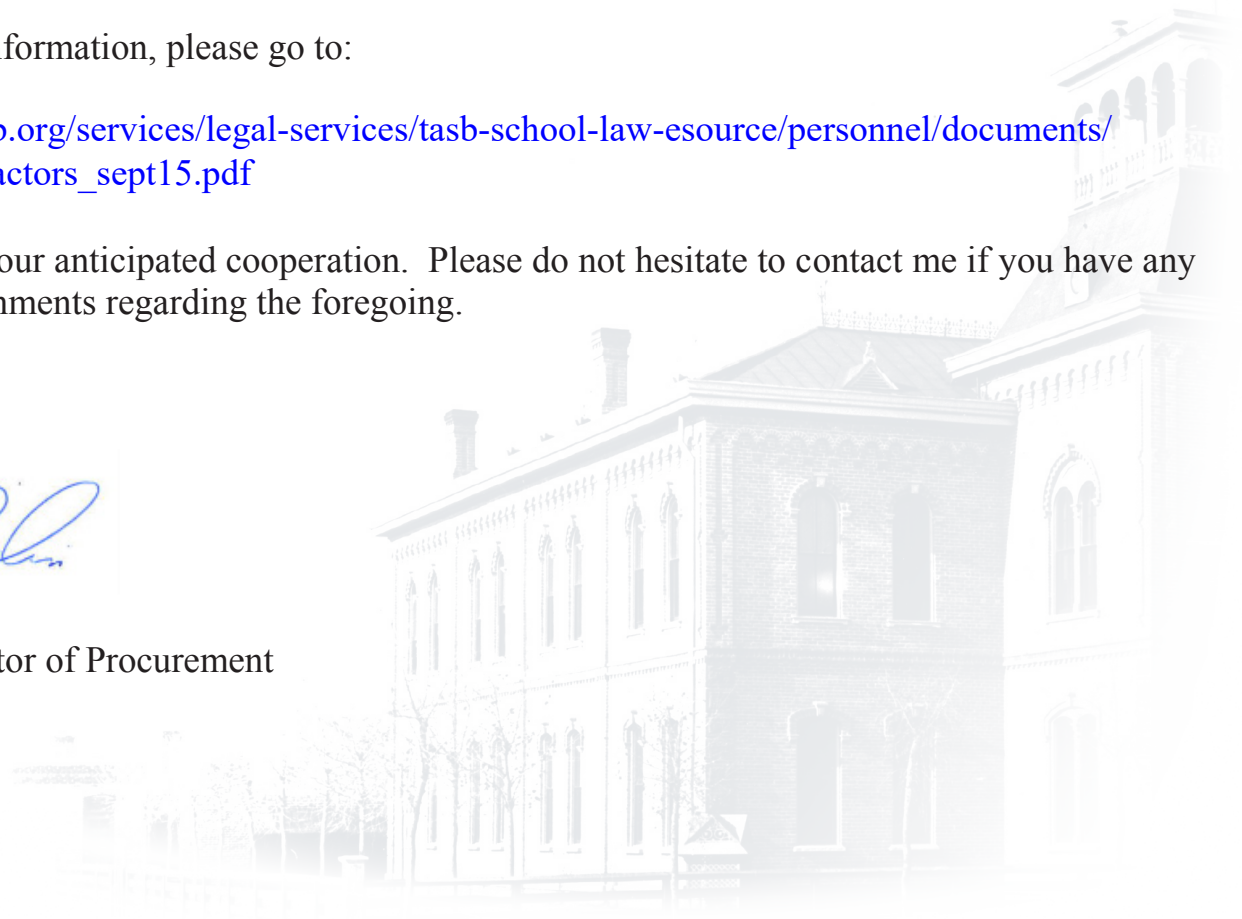 nformation, please go to:
b.org/services/legal-services/tasb-school-law-esource/personnel/documents/
actors_sept15.pdf
our anticipated cooperation.  Please do not hesitate to contact me if you have any
nments regarding the foregoing.
tor of Procurement